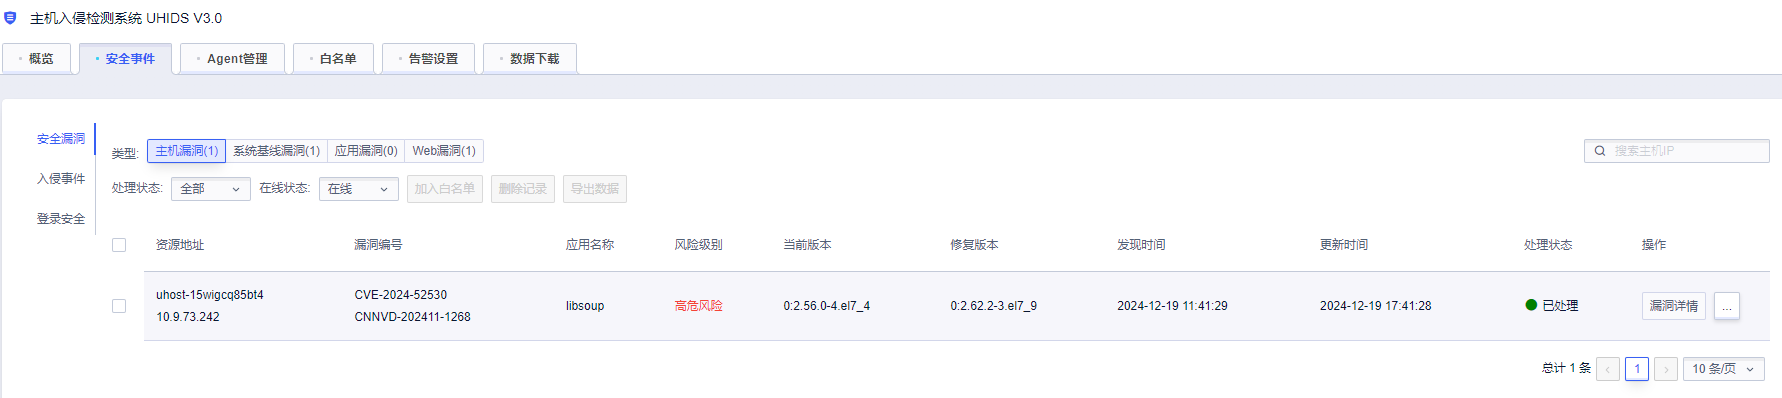 主机入侵检测系统 UHIDS V3.0
概览 安全事件 Agent管理 白名单 告警设置 数据下载
安全漏洞
入侵事件
登录安全
类型: 主机漏洞(1) 系统基线漏洞(1) 应用漏洞(0) Web漏洞(1) 搜索主机IP
处理状态: 全部 在线状态: 在线 加入白名单 删除记录 导出数据
资源地址 漏洞编号 应用名称 风险级别 当前版本 修复版本 发现时间 更新时间 处理状态 操作
uhost-15wigcq85bt4 CVE-2024-52530
libsoup 高危风险 0:2.56.0-4.el7_4 0:2.62.2-3.el7_9 2024-12-19 11:41:29 2024-12-19 17:41:28 已处理 漏洞详情 ...
10.9.73.242 CNNVD-202411-1268
总计 1 条 < 1 > 10 条/页